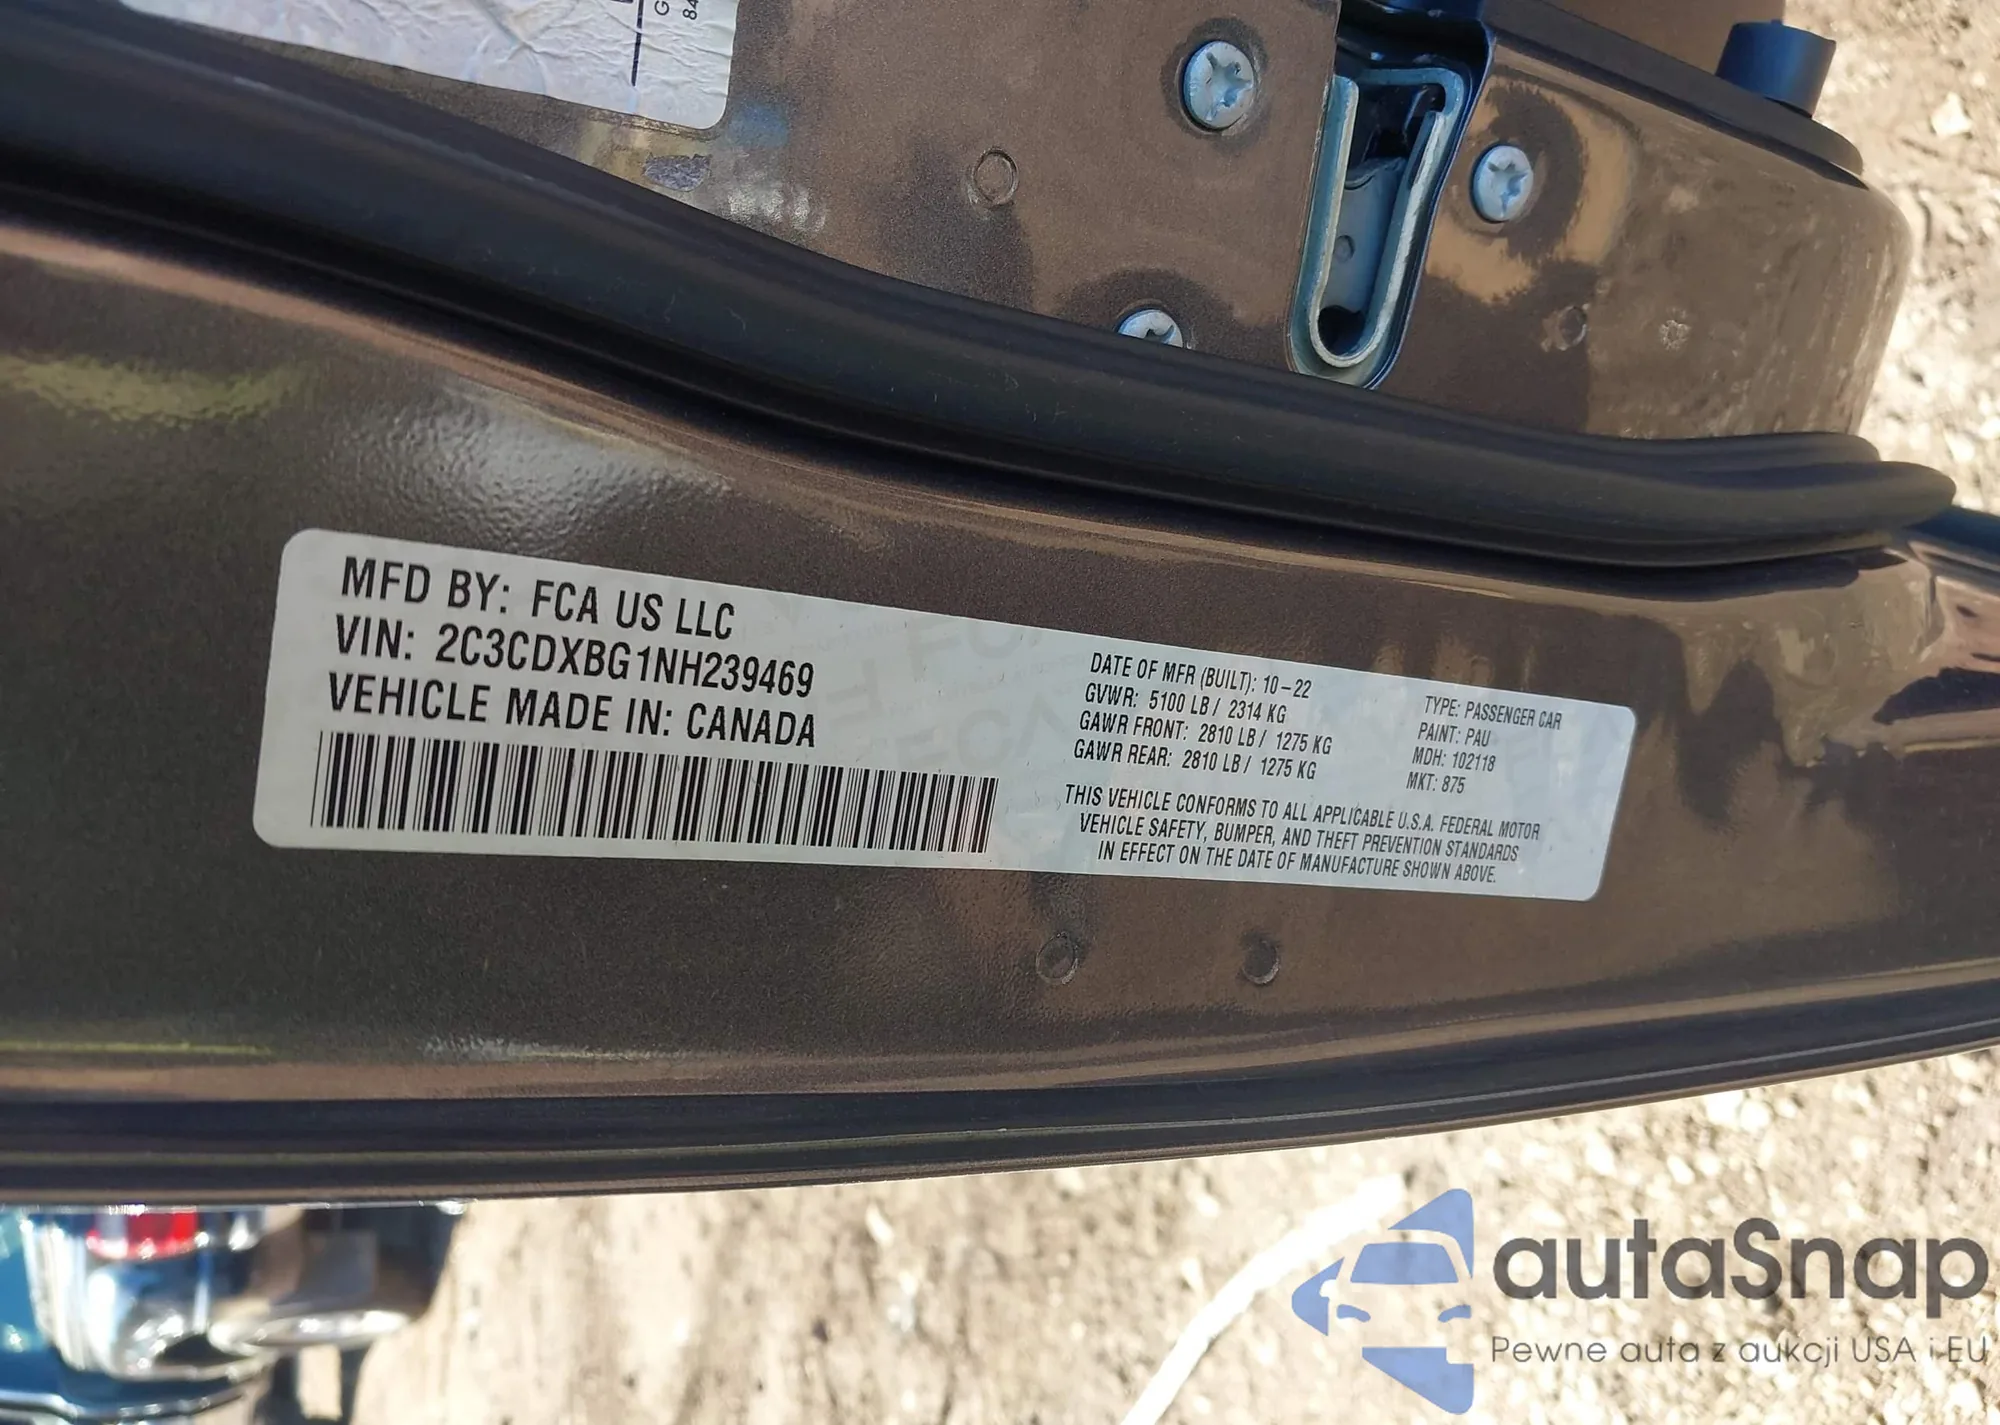 MFD BY: FCA US LLC
VIN: 2C3CDXBG1NH239469
VEHICLE MADE IN: CANADA
DATE OF MFR (BUILT): 10-22
GVWR: 5100 LB / 2314 KG
GAWR FRONT: 2810 LB / 1275 KG
GAWR REAR: 2810 LB / 1275 KG
TYPE: PASSENGER CAR
PAINT: PAU
MDH: 102118
MKT: 875
THIS VEHICLE CONFORMS TO ALL APPLICABLE U.S.A. FEDERAL MOTOR
VEHICLE SAFETY, BUMPER, AND THEFT PREVENTION STANDARDS
IN EFFECT ON THE DATE OF MANUFACTURE SHOWN ABOVE.
autaSnap
Pewne auta z aukcji USA i EU